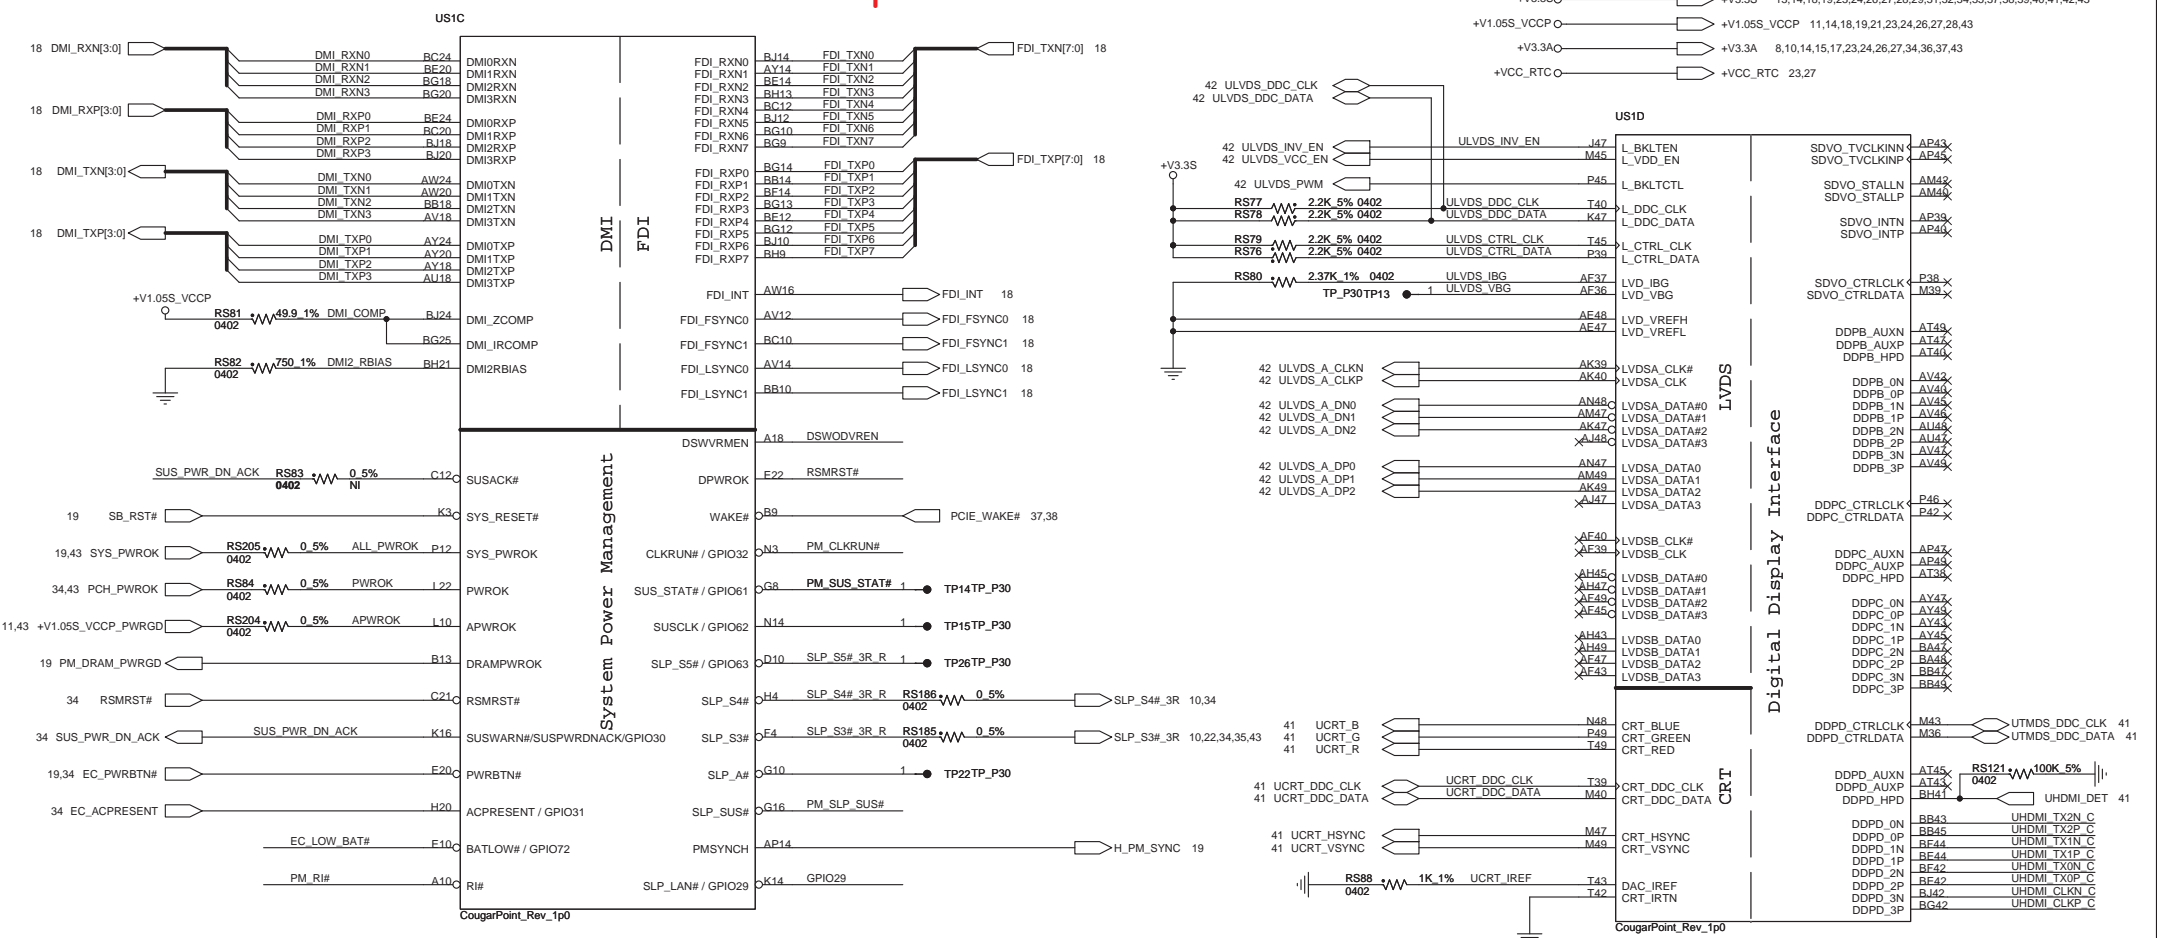 US1C
18 DMI_RXN[3:0]
DMI_RXN0 BC24 DMI0RXN
DMI_RXN1 BE20 DMI1RXN
DMI_RXN2 BG18 DMI2RXN
DMI_RXN3 BG20 DMI3RXN
18 DMI_RXP[3:0]
DMI_RXP0 BE24 DMI0RXP
DMI_RXP1 BC20 DMI1RXP
DMI_RXP2 BJ18 DMI2RXP
DMI_RXP3 BJ20 DMI3RXP
18 DMI_TXN[3:0]
DMI_TXN0 AW24 DMI0TXN
DMI_TXN1 AW20 DMI1TXN
DMI_TXN2 BB18 DMI2TXN
DMI_TXN3 AV18 DMI3TXN
18 DMI_TXP[3:0]
DMI_TXP0 AY24 DMI0TXP
DMI_TXP1 AY20 DMI1TXP
DMI_TXP2 AY18 DMI2TXP
DMI_TXP3 AU18 DMI3TXP
+V1.05S_VCCP
RS81 49.9_1% DMI_COMP BJ24 DMI_ZCOMP
0402
BG25 DMI_IRCOMP
RS82 750_1% DMI2_RBIAS BH21 DMI2RBIAS
0402
DMI
FDI
FDI_RXN0 BJ14 FDI_TXN0
FDI_RXN1 AY14 FDI_TXN1
FDI_RXN2 BE14 FDI_TXN2
FDI_RXN3 BH13 FDI_TXN3
FDI_RXN4 BC12 FDI_TXN4
FDI_RXN5 BJ12 FDI_TXN5
FDI_RXN6 BG10 FDI_TXN6
FDI_RXN7 BG9 FDI_TXN7
FDI_TXN[7:0] 18
FDI_RXP0 BG14 FDI_TXP0
FDI_RXP1 BB14 FDI_TXP1
FDI_RXP2 BF14 FDI_TXP2
FDI_RXP3 BG13 FDI_TXP3
FDI_RXP4 BE12 FDI_TXP4
FDI_RXP5 BG12 FDI_TXP5
FDI_RXP6 BJ10 FDI_TXP6
FDI_RXP7 BH9 FDI_TXP7
FDI_TXP[7:0] 18
FDI_INT AW16 FDI_INT 18
FDI_FSYNC0 AV12 FDI_FSYNC0 18
FDI_FSYNC1 BC10 FDI_FSYNC1 18
FDI_LSYNC0 AV14 FDI_LSYNC0 18
FDI_LSYNC1 BB10 FDI_LSYNC1 18
SUS_PWR_DN_ACK RS83 0_5% C12 SUSACK#
0402 NI
19 SB_RST# K3 SYS_RESET#
19,43 SYS_PWROK RS205 0_5% ALL_PWROK P12 SYS_PWROK
0402
34,43 PCH_PWROK RS84 0_5% PWROK L22 PWROK
0402
11,43 +V1.05S_VCCP_PWRGD RS204 0_5% APWROK L10 APWROK
0402
19 PM_DRAM_PWRGD B13 DRAMPWROK
34 RSMRST# C21 RSMRST#
34 SUS_PWR_DN_ACK SUS_PWR_DN_ACK K16 SUSWARN#/SUSPWRDNACK/GPIO30
19,34 EC_PWRBTN# E20 PWRBTN#
34 EC_ACPRESENT H20 ACPRESENT / GPIO31
EC_LOW_BAT# E10 BATLOW# / GPIO72
PM_RI# A10 RI#
System Power Management
DSWVRMEN A18 DSWODVREN
DPWROK E22 RSMRST#
WAKE# B9 PCIE_WAKE# 37,38
CLKRUN# / GPIO32 N3 PM_CLKRUN#
SUS_STAT# / GPIO61 G8 PM_SUS_STAT# 1 TP14 TP_P30
SUSCLK / GPIO62 N14 1 TP15 TP_P30
SLP_S5# / GPIO63 D10 SLP_S5#_3R_R 1 TP26 TP_P30
SLP_S4# H4 SLP_S4#_3R_R RS186 0_5% SLP_S4#_3R 10,34
0402
SLP_S3# F4 SLP_S3#_3R_R RS185 0_5% SLP_S3#_3R 10,22,34,35,43
0402
SLP_A# G10 1 TP22 TP_P30
SLP_SUS# G16 PM_SLP_SUS#
PMSYNCH AP14 H_PM_SYNC 19
SLP_LAN# / GPIO29 K14 GPIO29
CougarPoint_Rev_1p0
+V3.3S +V3.3S 13,14,18,19,23,24,26,27,28,29,31,32,34,35,37,38,39,40,41,42,43
+V1.05S_VCCP +V1.05S_VCCP 11,14,18,19,21,23,24,26,27,28,43
+V3.3A +V3.3A 8,10,14,15,17,23,24,26,27,34,36,37,43
+VCC_RTC +VCC_RTC 23,27
US1D
42 ULVDS_DDC_CLK
42 ULVDS_DDC_DATA
42 ULVDS_INV_EN ULVDS_INV_EN J47 L_BKLTEN
42 ULVDS_VCC_EN M45 L_VDD_EN
42 ULVDS_PWM P45 L_BKLTCTL
+V3.3S
RS77 2.2K_5% 0402 ULVDS_DDC_CLK T40 L_DDC_CLK
RS78 2.2K_5% 0402 ULVDS_DDC_DATA K47 L_DDC_DATA
RS79 2.2K_5% 0402 ULVDS_CTRL_CLK T45 L_CTRL_CLK
RS76 2.2K_5% 0402 ULVDS_CTRL_DATA P39 L_CTRL_DATA
RS80 2.37K_1% 0402 ULVDS_IBG AF37 LVD_IBG
TP_P30 TP13 1 ULVDS_VBG AF36 LVD_VBG
AE48 LVD_VREFH
AE47 LVD_VREFL
42 ULVDS_A_CLKN AK39 LVDSA_CLK#
42 ULVDS_A_CLKP AK40 LVDSA_CLK
42 ULVDS_A_DN0 AN48 LVDSA_DATA#0
42 ULVDS_A_DN1 AM47 LVDSA_DATA#1
42 ULVDS_A_DN2 AK47 LVDSA_DATA#2
AJ48 LVDSA_DATA#3
42 ULVDS_A_DP0 AN47 LVDSA_DATA0
42 ULVDS_A_DP1 AM49 LVDSA_DATA1
42 ULVDS_A_DP2 AK49 LVDSA_DATA2
AJ47 LVDSA_DATA3
AF40 LVDSB_CLK#
AF39 LVDSB_CLK
AH45 LVDSB_DATA#0
AH47 LVDSB_DATA#1
AF49 LVDSB_DATA#2
AF45 LVDSB_DATA#3
AH43 LVDSB_DATA0
AH49 LVDSB_DATA1
AF47 LVDSB_DATA2
AF43 LVDSB_DATA3
LVDS
41 UCRT_B N48 CRT_BLUE
41 UCRT_G P49 CRT_GREEN
41 UCRT_R T49 CRT_RED
41 UCRT_DDC_CLK UCRT_DDC_CLK T39 CRT_DDC_CLK
41 UCRT_DDC_DATA UCRT_DDC_DATA M40 CRT_DDC_DATA
41 UCRT_HSYNC M47 CRT_HSYNC
41 UCRT_VSYNC M49 CRT_VSYNC
RS88 1K_1% UCRT_IREF T43 DAC_IREF
0402 T42 CRT_IRTN
CRT
Digital Display Interface
SDVO_TVCLKINN AP43
SDVO_TVCLKINP AP45
SDVO_STALLN AM42
SDVO_STALLP AM40
SDVO_INTN AP39
SDVO_INTP AP40
SDVO_CTRLCLK P38
SDVO_CTRLDATA M39
DDPB_AUXN AT49
DDPB_AUXP AT47
DDPB_HPD AT40
DDPB_0N AV42
DDPB_0P AV40
DDPB_1N AV45
DDPB_1P AV46
DDPB_2N AU48
DDPB_2P AU47
DDPB_3N AV47
DDPB_3P AV49
DDPC_CTRLCLK P46
DDPC_CTRLDATA P42
DDPC_AUXN AP47
DDPC_AUXP AP49
DDPC_HPD AT38
DDPC_0N AY47
DDPC_0P AY49
DDPC_1N AY43
DDPC_1P AY45
DDPC_2N BA47
DDPC_2P BA48
DDPC_3N BB47
DDPC_3P BB49
DDPD_CTRLCLK M43 UTMDS_DDC_CLK 41
DDPD_CTRLDATA M36 UTMDS_DDC_DATA 41
DDPD_AUXN AT45 RS121 100K_5%
DDPD_AUXP AT43 0402
DDPD_HPD BH41 UHDMI_DET 41
DDPD_0N BB43 UHDMI_TX2N_C
DDPD_0P BB45 UHDMI_TX2P_C
DDPD_1N BF44 UHDMI_TX1N_C
DDPD_1P BE44 UHDMI_TX1P_C
DDPD_2N BF42 UHDMI_TX0N_C
DDPD_2P BE42 UHDMI_TX0P_C
DDPD_3N BJ42 UHDMI_CLKN_C
DDPD_3P BG42 UHDMI_CLKP_C
CougarPoint_Rev_1p0